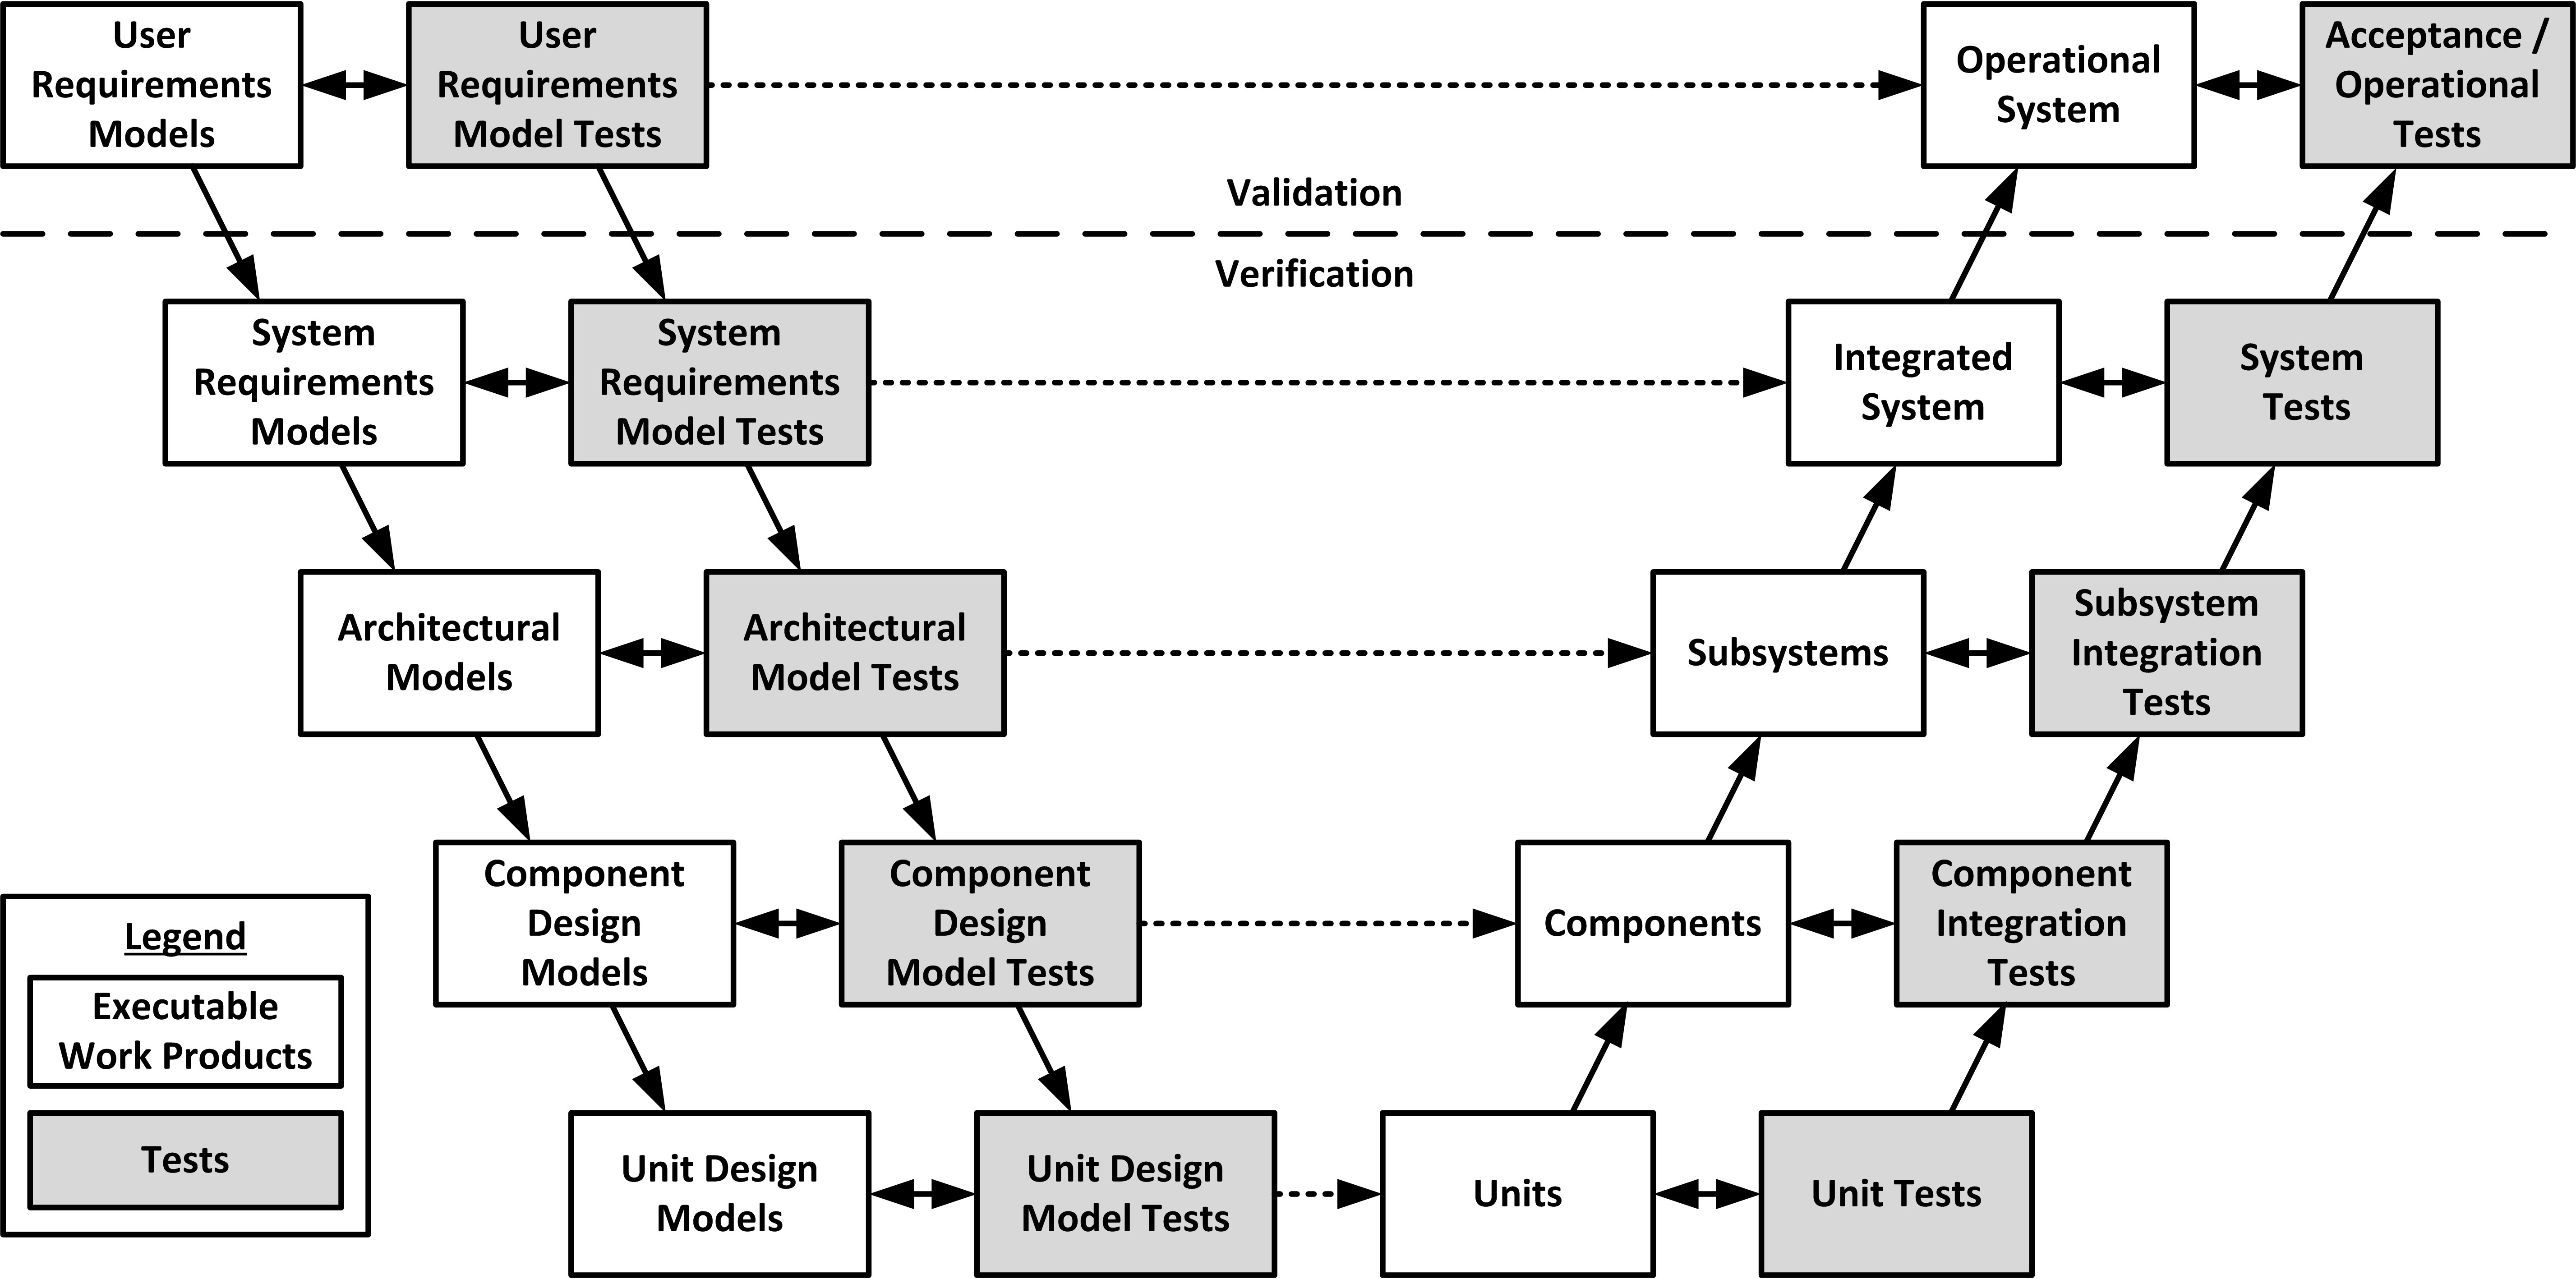 User
Requirements
Models
User
Requirements
Model Tests
Operational
System
Acceptance /
Operational
Tests
Validation
Verification
System
Requirements
Models
System
Requirements
Model Tests
Integrated
System
System
Tests
Architectural
Models
Architectural
Model Tests
Subsystems
Subsystem
Integration
Tests
Component
Design
Models
Component
Design
Model Tests
Components
Component
Integration
Tests
Legend
Executable
Work Products
Tests
Unit Design
Models
Unit Design
Model Tests
Units
Unit Tests